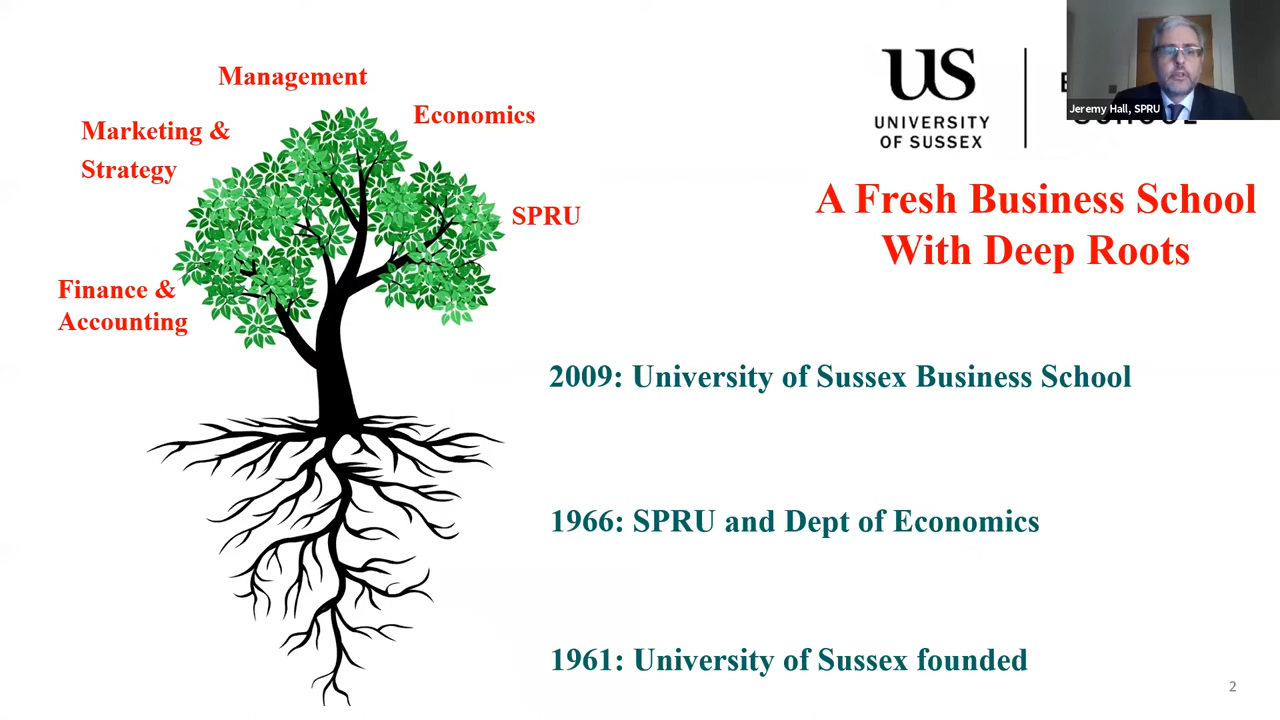 Management
Economics
Marketing &
Strategy
SPRU
Finance &
Accounting
US
UNIVERSITY
OF SUSSEX
Jeremy Hall, SPRU
A Fresh Business School
With Deep Roots
2009: University of Sussex Business School
1966: SPRU and Dept of Economics
1961: University of Sussex founded
2